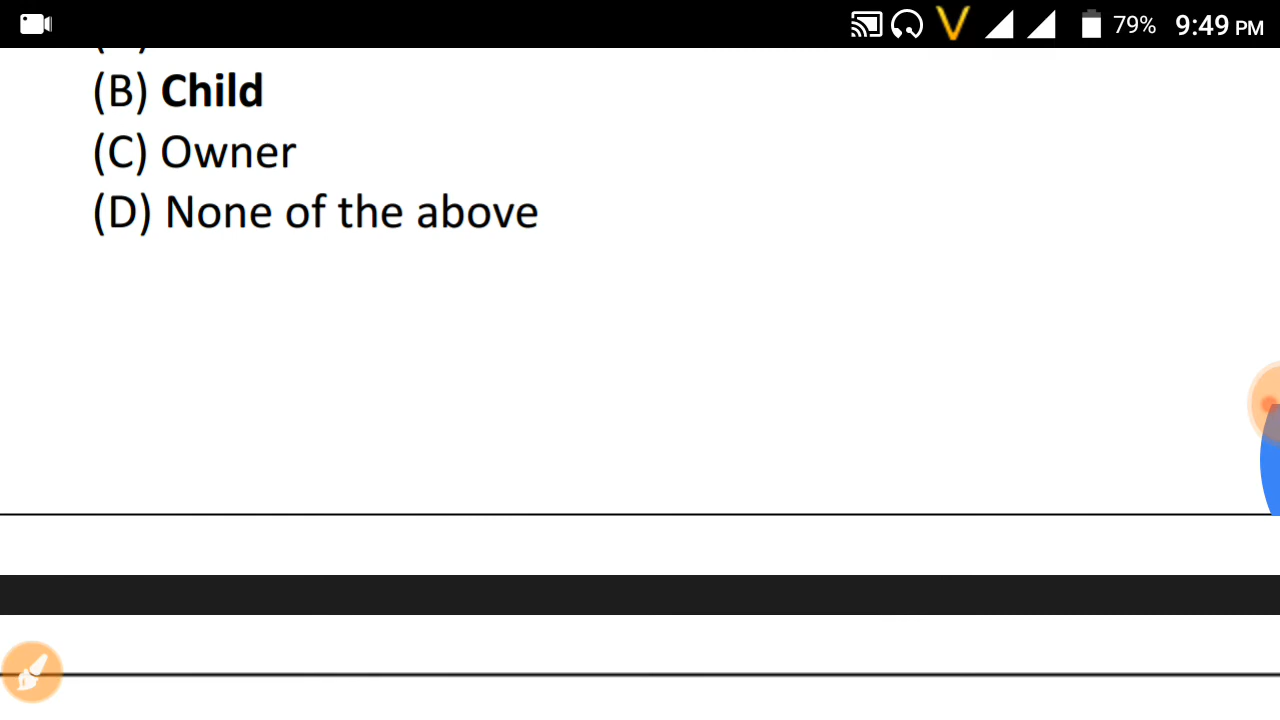 79% 9:49 PM
(B) Child
(C) Owner
(D) None of the above